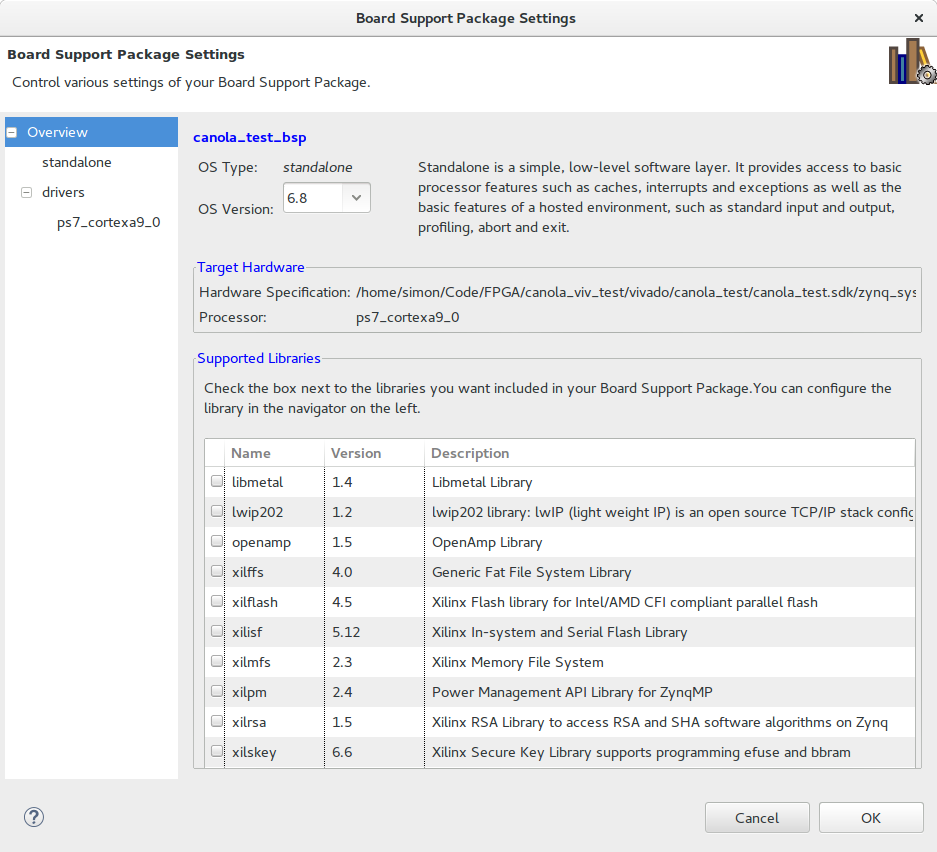 Board Support Package Settings
Board Support Package Settings
Control various settings of your Board Support Package.
Overview
standalone
drivers
ps7_cortexa9_0
canola_test_bsp
OS Type: standalone
OS Version: 6.8
Standalone is a simple, low-level software layer. It provides access to basic
processor features such as caches, interrupts and exceptions as well as the
basic features of a hosted environment, such as standard input and output,
profiling, abort and exit.
Target Hardware
Hardware Specification: /home/simon/Code/FPGA/canola_viv_test/vivado/canola_test/canola_test.sdk/zynq_sys
Processor: ps7_cortexa9_0
Supported Libraries
Check the box next to the libraries you want included in your Board Support Package.You can configure the
library in the navigator on the left.
Name Version Description
libmetal 1.4 Libmetal Library
lwip202 1.2 lwip202 library: lwIP (light weight IP) is an open source TCP/IP stack config
openamp 1.5 OpenAmp Library
xilffs 4.0 Generic Fat File System Library
xilflash 4.5 Xilinx Flash library for Intel/AMD CFI compliant parallel flash
xilisf 5.12 Xilinx In-system and Serial Flash Library
xilmfs 2.3 Xilinx Memory File System
xilpm 2.4 Power Management API Library for ZynqMP
xilrsa 1.5 Xilinx RSA Library to access RSA and SHA software algorithms on Zynq
xilskey 6.6 Xilinx Secure Key Library supports programming efuse and bbram
? Cancel OK